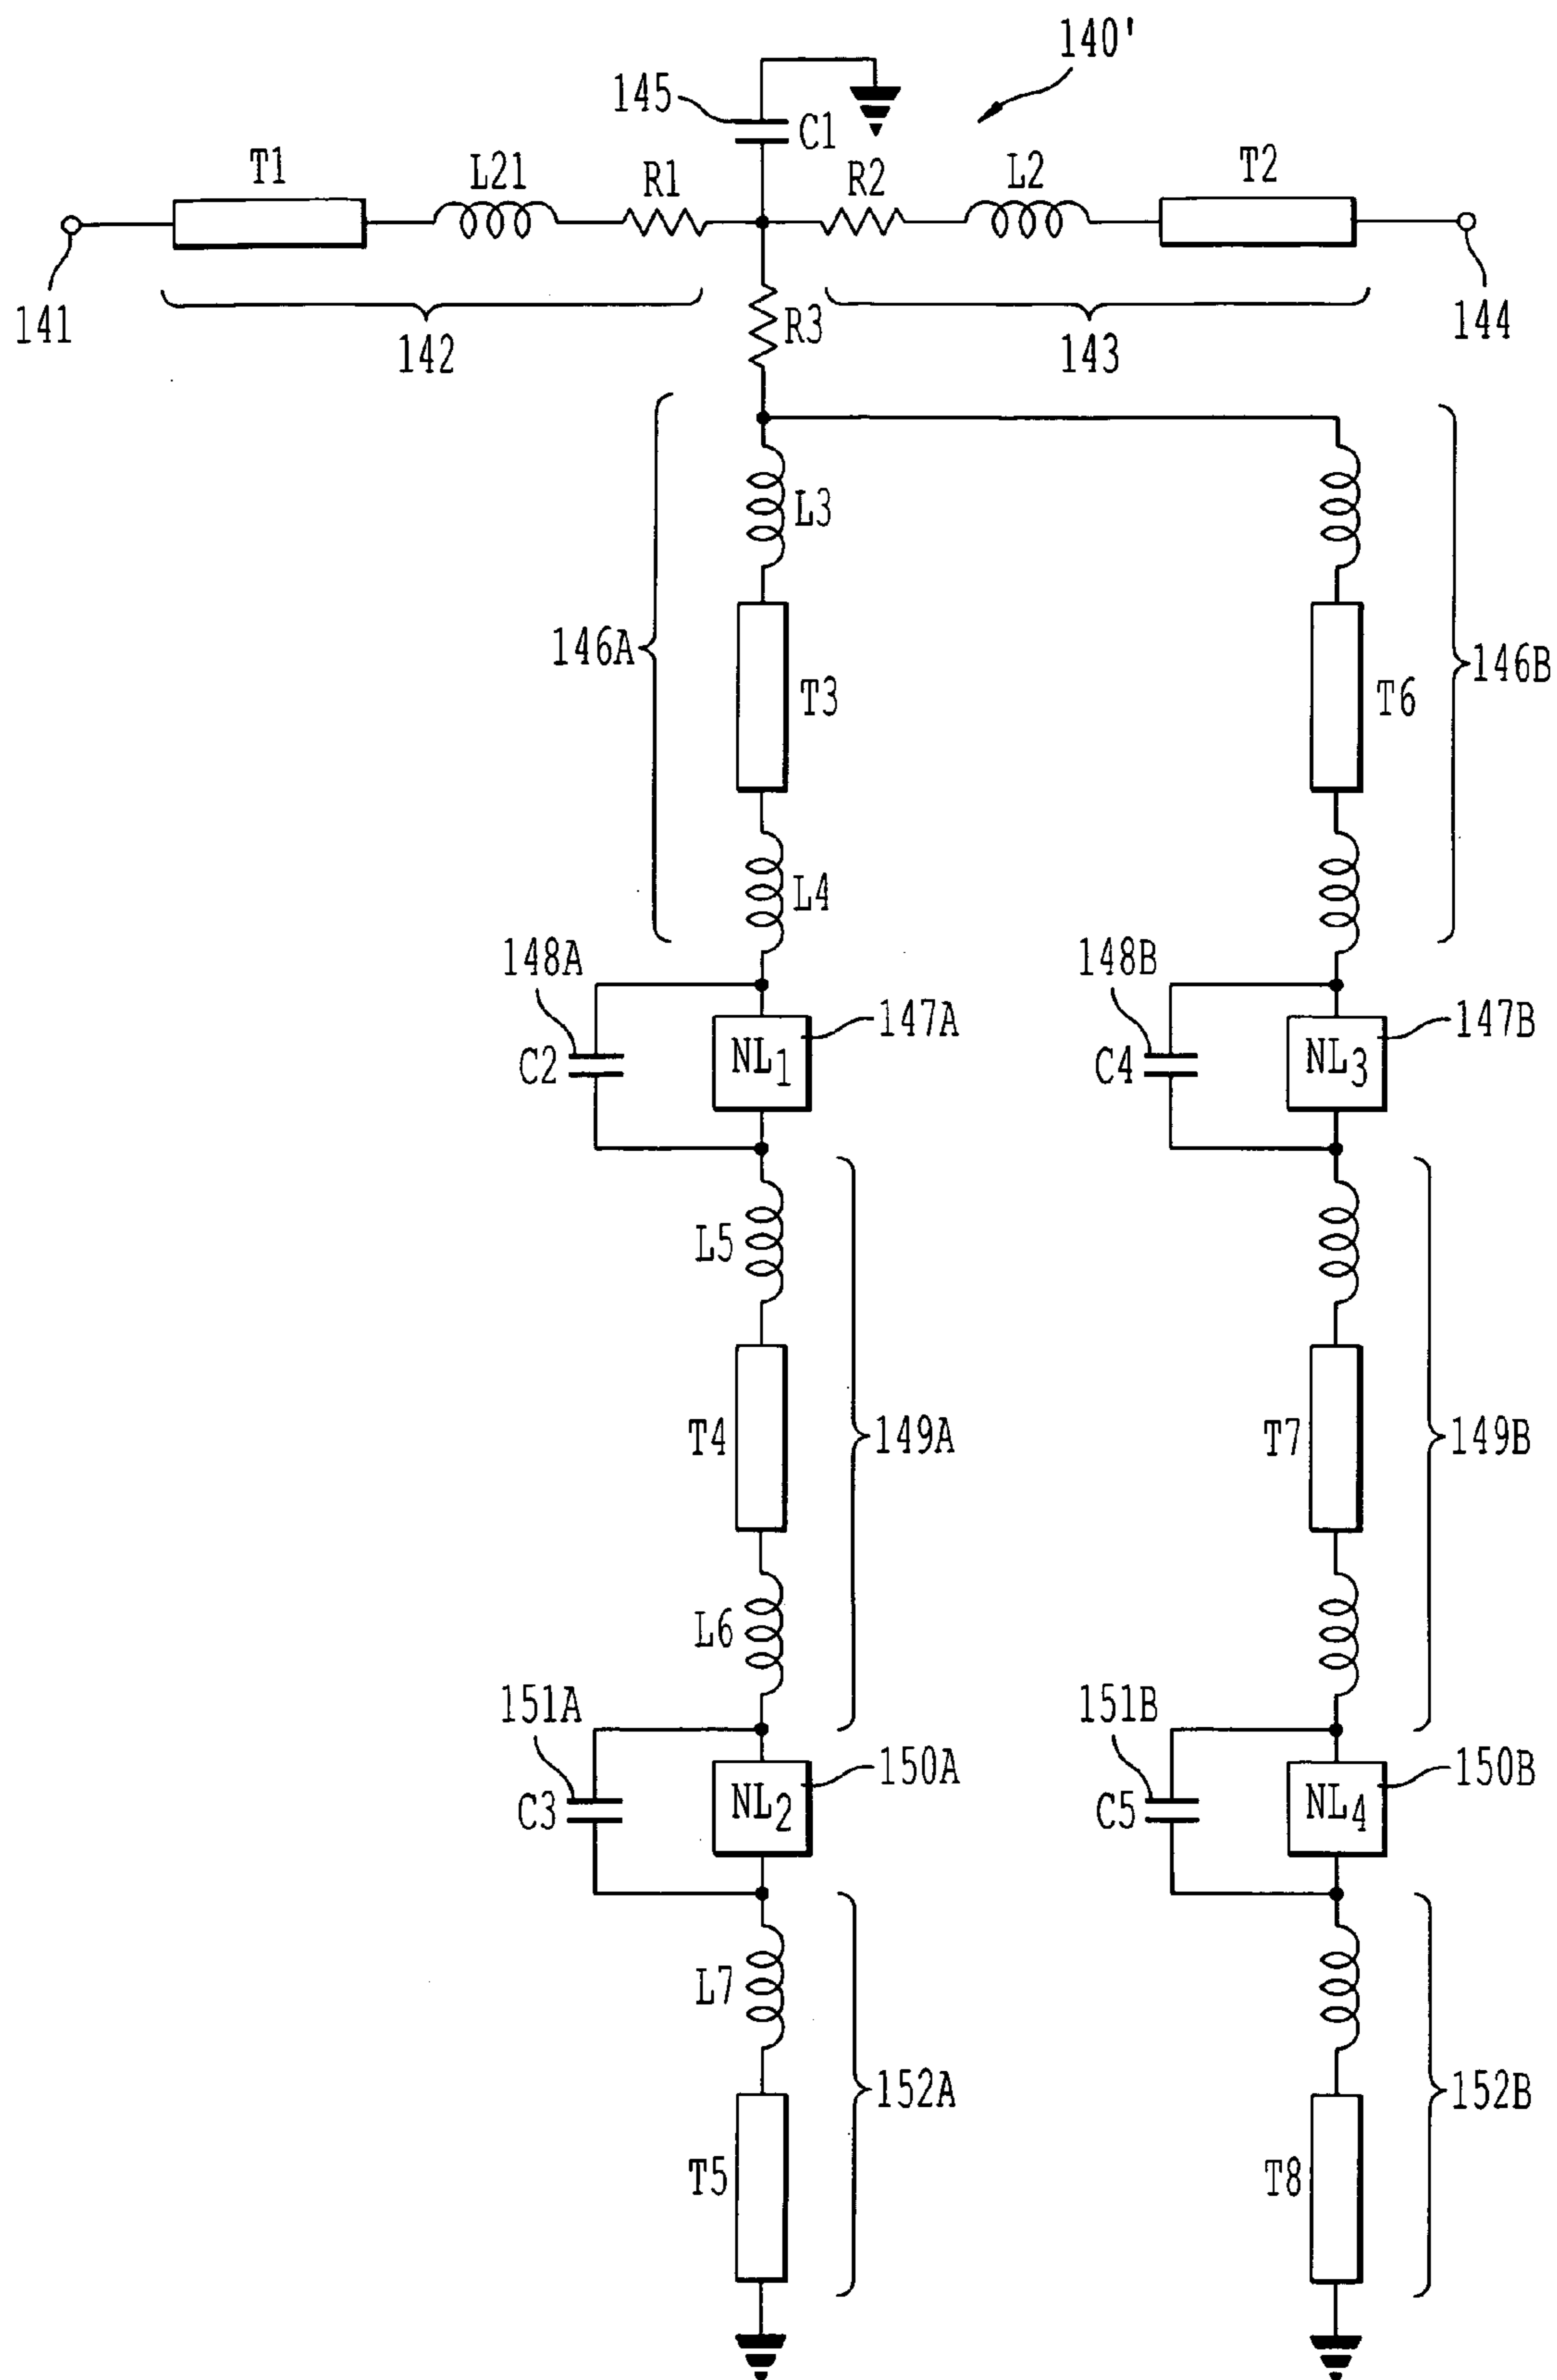 140'
145
C1
T1
L21
R1
R2
L2
T2
141
142
R3
143
144
L3
146A
T3
T6
146B
L4
148A
147A
148B
147B
C2
NL1
C4
NL3
L5
T4
149A
T7
149B
L6
151A
150A
151B
150B
C3
NL2
C5
NL4
L7
152A
152B
T5
T8